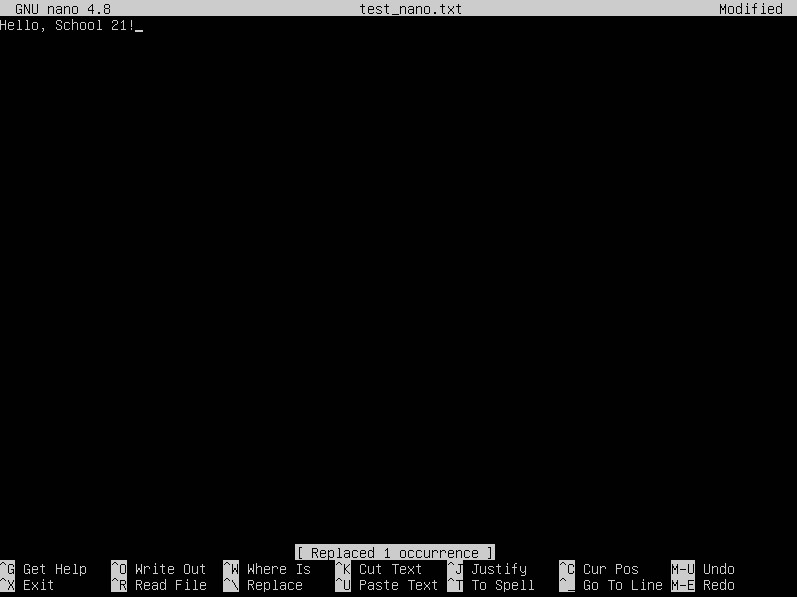 GNU nano 4.8 test_nano.txt Modified
Hello, School 21!_
[ Replaced 1 occurrence ]
^G Get Help ^O Write Out ^W Where Is ^K Cut Text ^J Justify ^C Cur Pos M-U Undo
^X Exit ^R Read File ^\ Replace ^U Paste Text ^T To Spell ^_ Go To Line M-E Redo